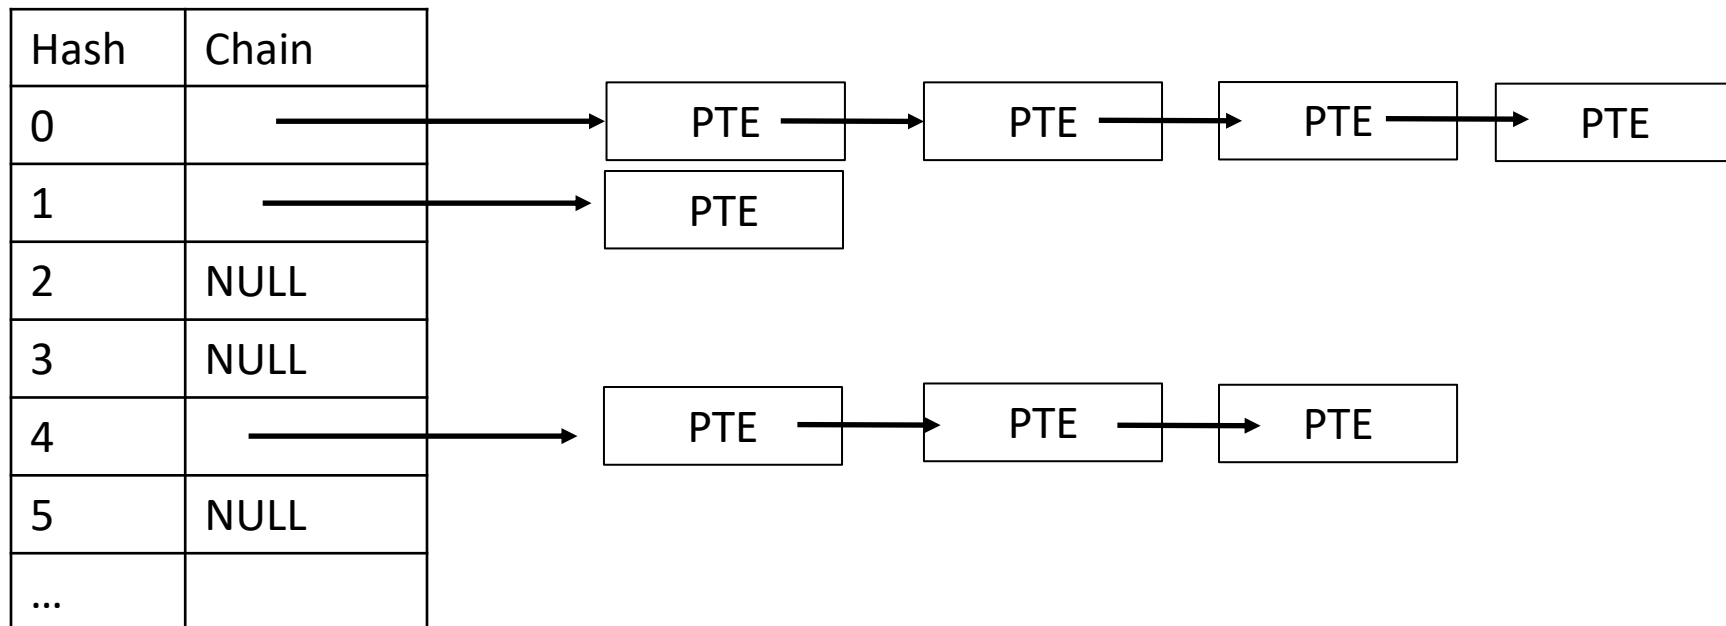 Hash Chain
0 PTE PTE PTE PTE
1 PTE
2 NULL
3 NULL
4 PTE PTE PTE
5 NULL
...